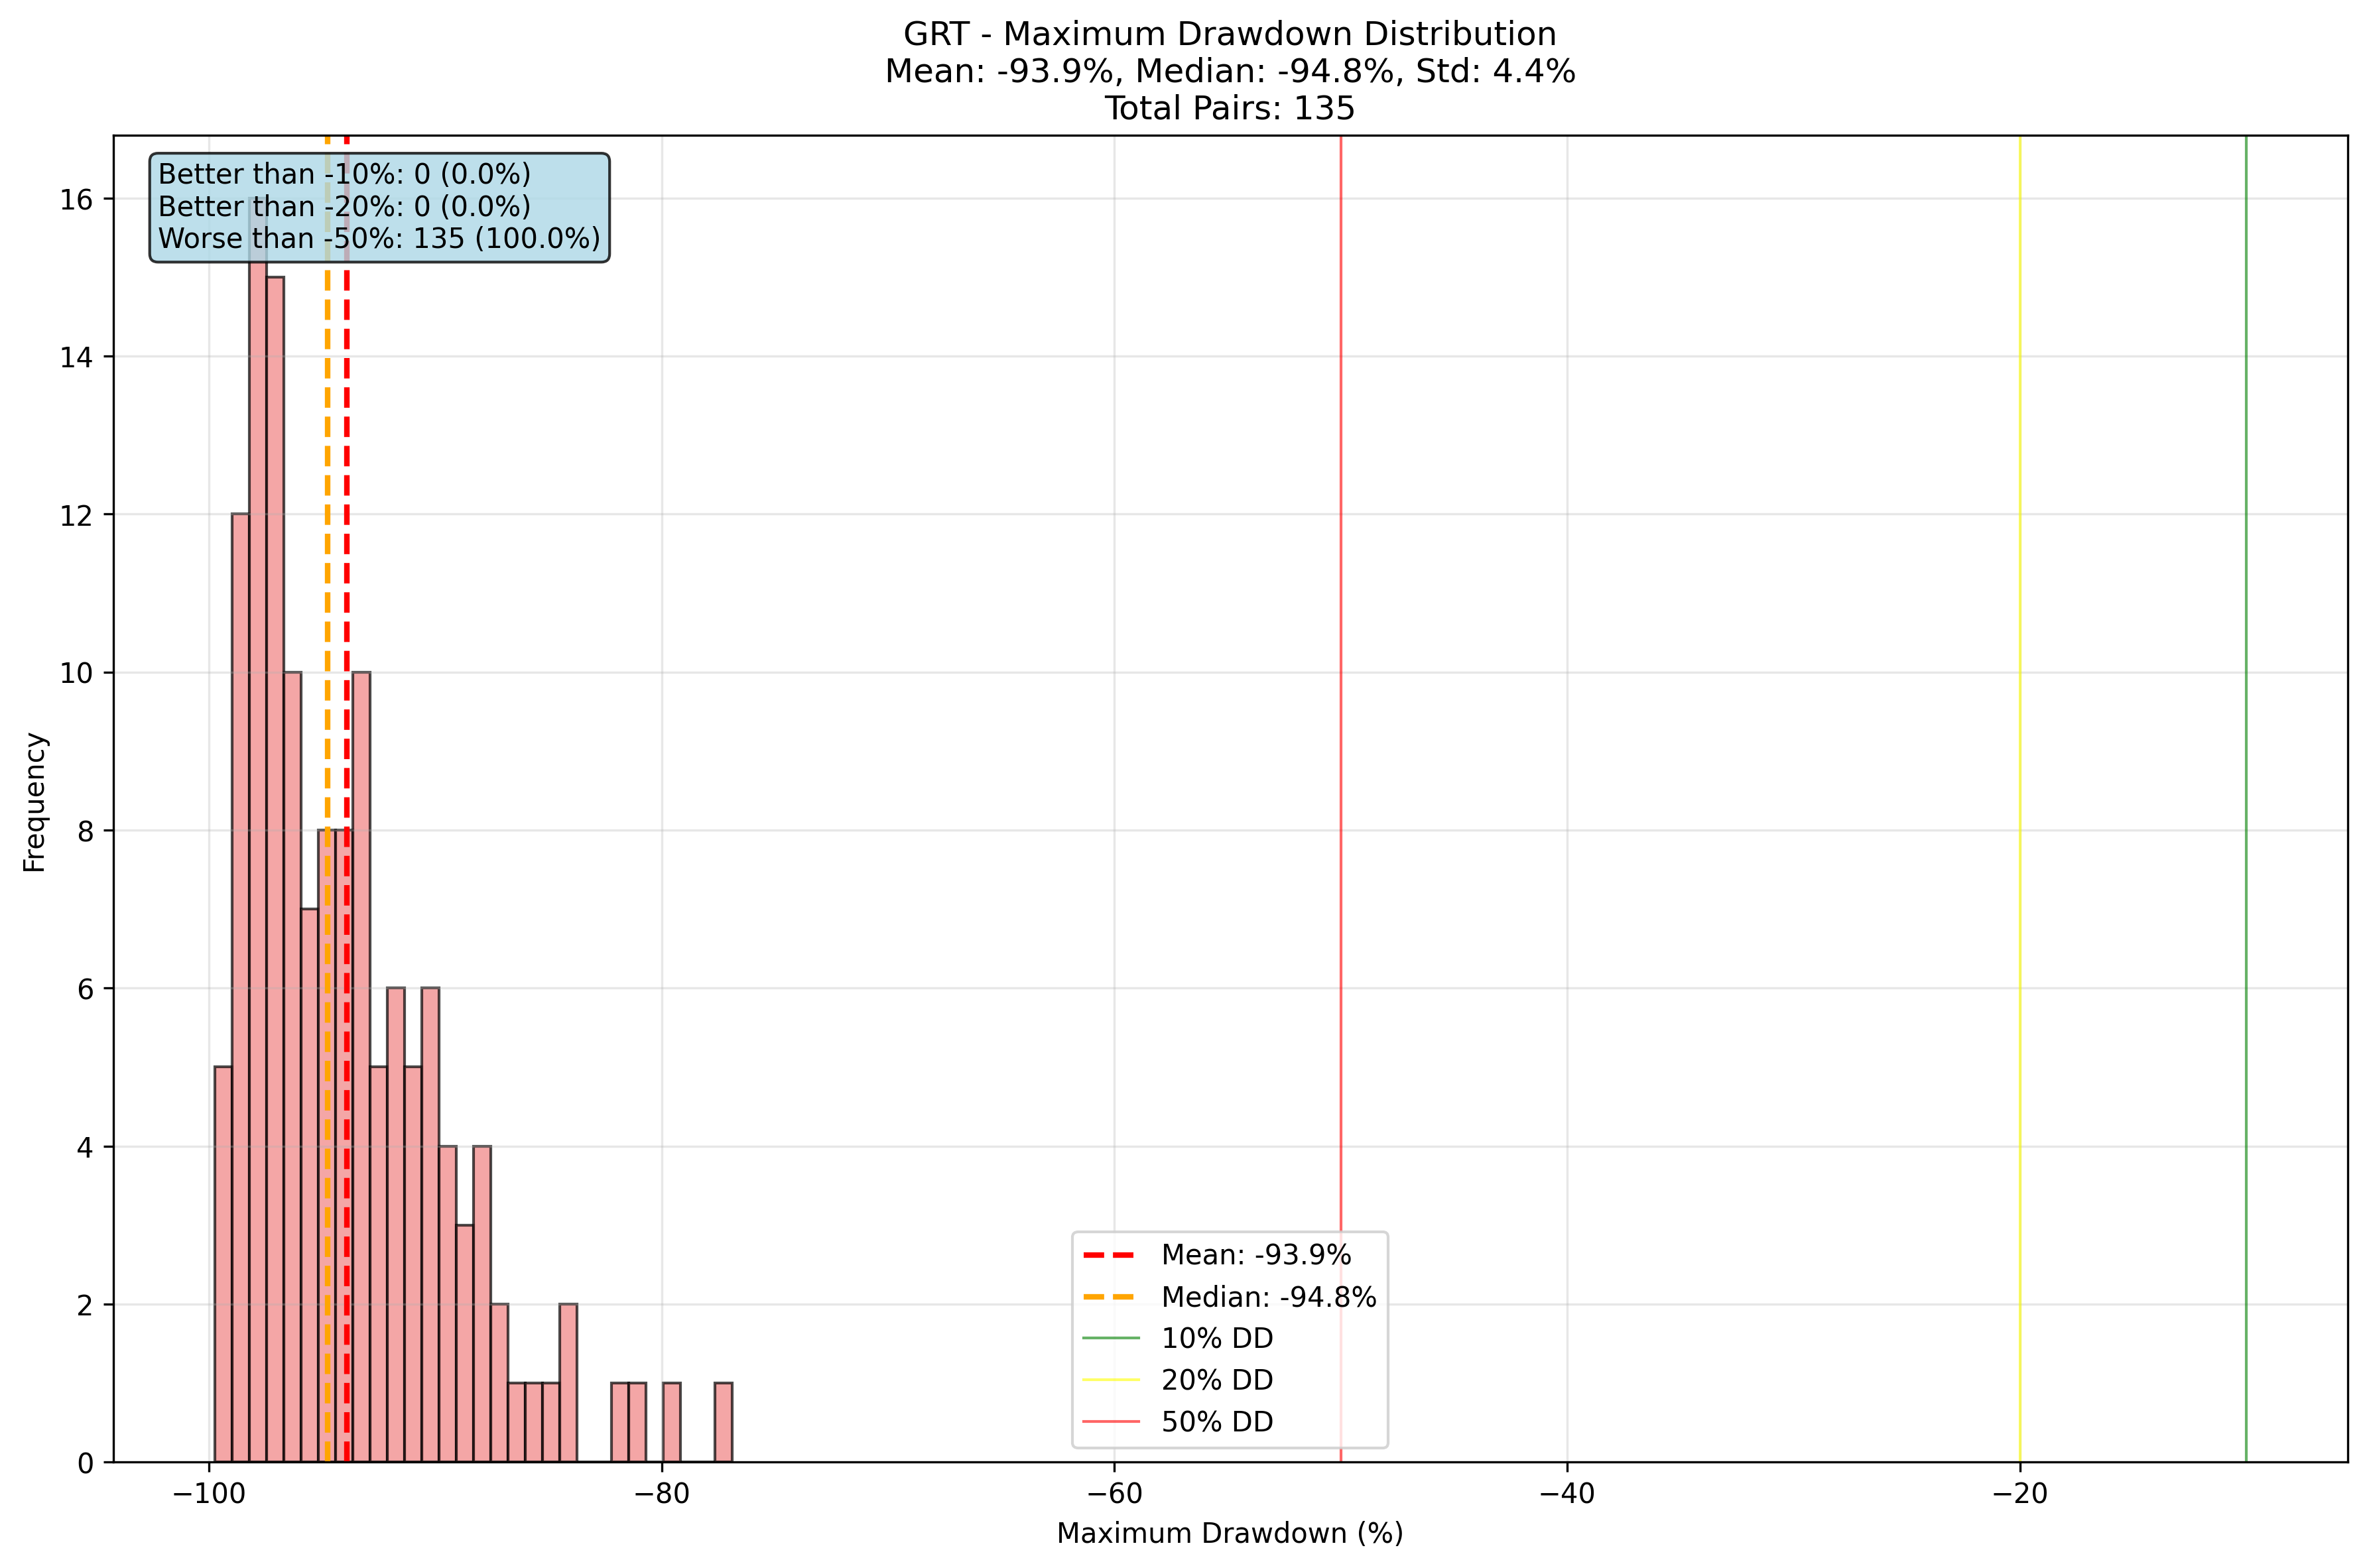 GRT - Maximum Drawdown Distribution
Mean: -93.9%, Median: -94.8%, Std: 4.4%
Total Pairs: 135
Better than -10%: 0 (0.0%)
Better than -20%: 0 (0.0%)
Worse than -50%: 135 (100.0%)
16
14
12
10
8
6
4
2
0
Frequency
Mean: -93.9%
Median: -94.8%
10% DD
20% DD
50% DD
−100
−80
−60
−40
−20
Maximum Drawdown (%)